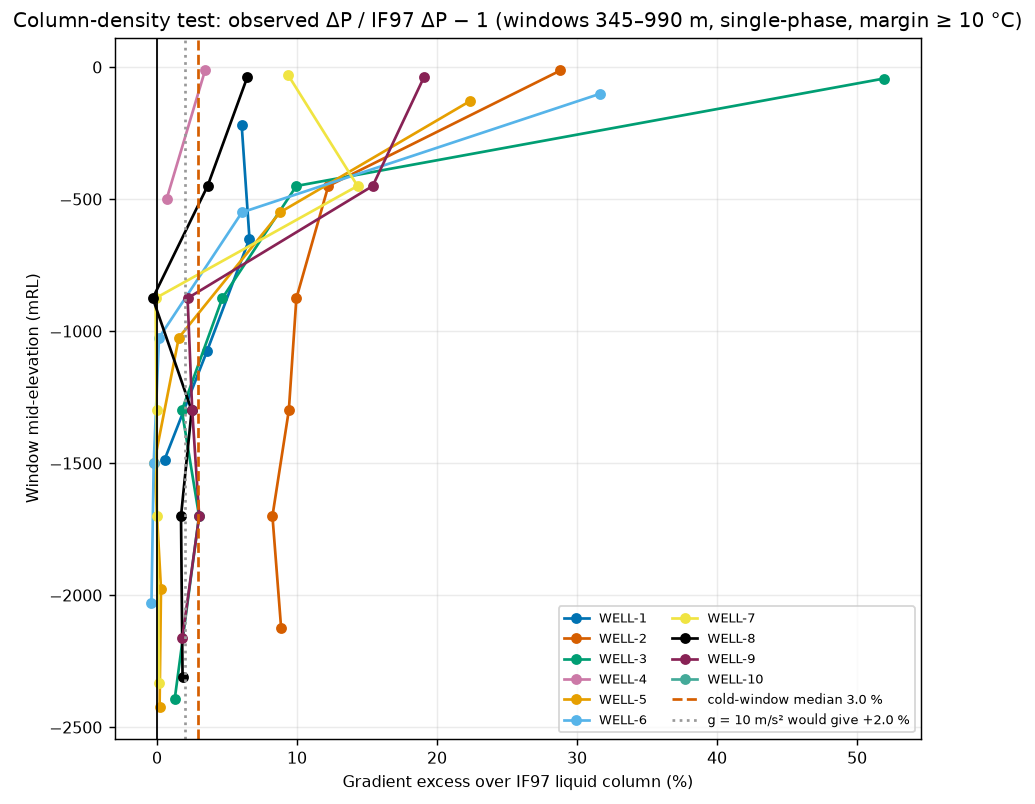 Column-density test: observed ΔP / IF97 ΔP − 1 (windows 345–990 m, single-phase, margin ≥ 10 °C)
Window mid-elevation (mRL)
0
−500
−1000
−1500
−2000
−2500
0
10
20
30
40
50
Gradient excess over IF97 liquid column (%)
WELL-1
WELL-2
WELL-3
WELL-4
WELL-5
WELL-6
WELL-7
WELL-8
WELL-9
WELL-10
cold-window median 3.0 %
g = 10 m/s² would give +2.0 %